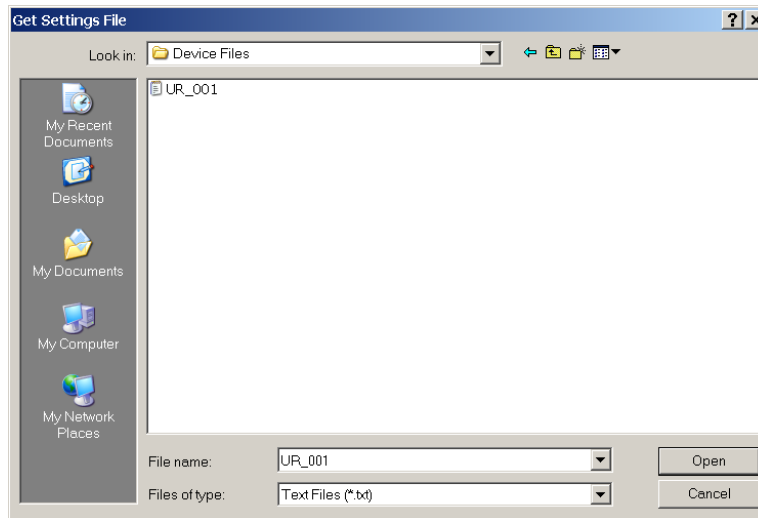 Get Settings File
Look in: Device Files
UR_001
My Recent
Documents
Desktop
My Documents
My Computer
My Network
Places
File name: UR_001 Open
Files of type: Text Files (*.txt) Cancel